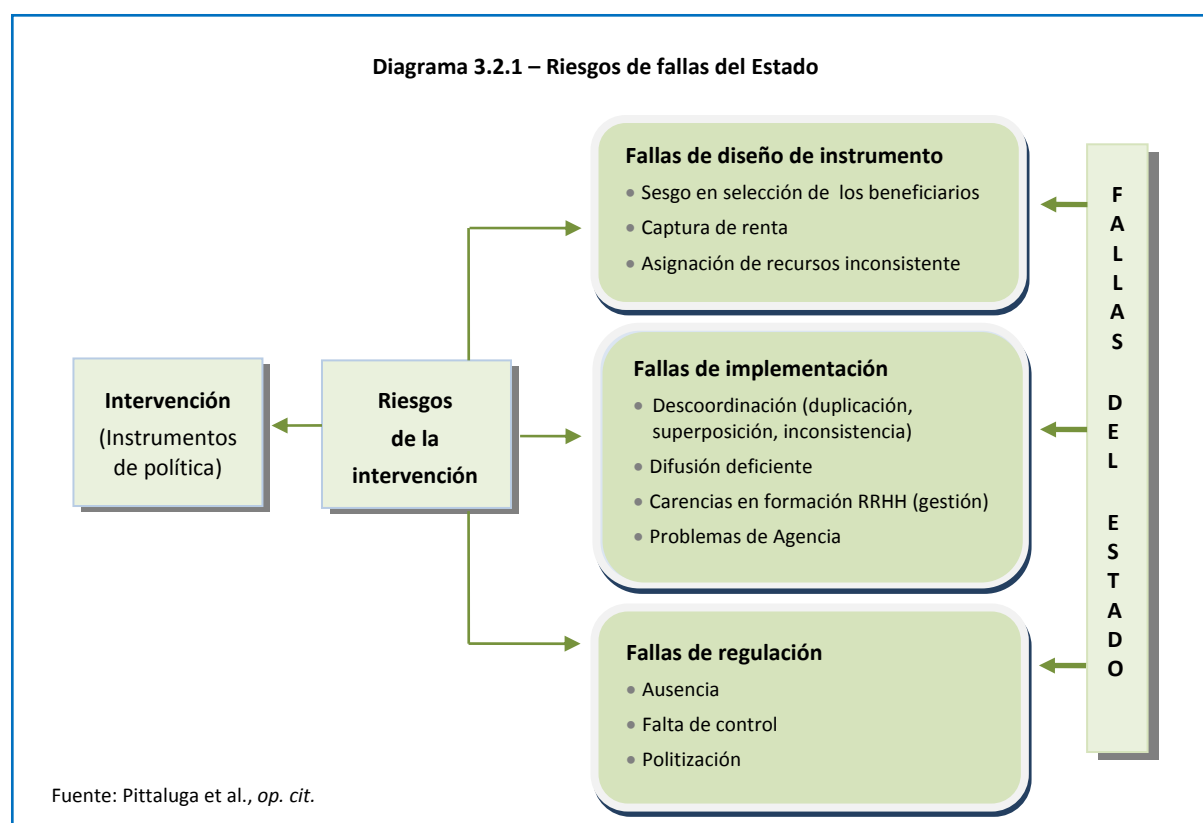 Diagrama 3.2.1 – Riesgos de fallas del Estado
Intervención
(Instrumentos
de política)
Riesgos
de la
intervención
Fallas de diseño de instrumento
• Sesgo en selección de los beneficiarios
• Captura de renta
• Asignación de recursos inconsistente
Fallas de implementación
• Descoordinación (duplicación,
superposición, inconsistencia)
• Difusión deficiente
• Carencias en formación RRHH (gestión)
• Problemas de Agencia
Fallas de regulación
• Ausencia
• Falta de control
• Politización
FALLAS DEL ESTADO
Fuente: Pittaluga et al., op. cit.